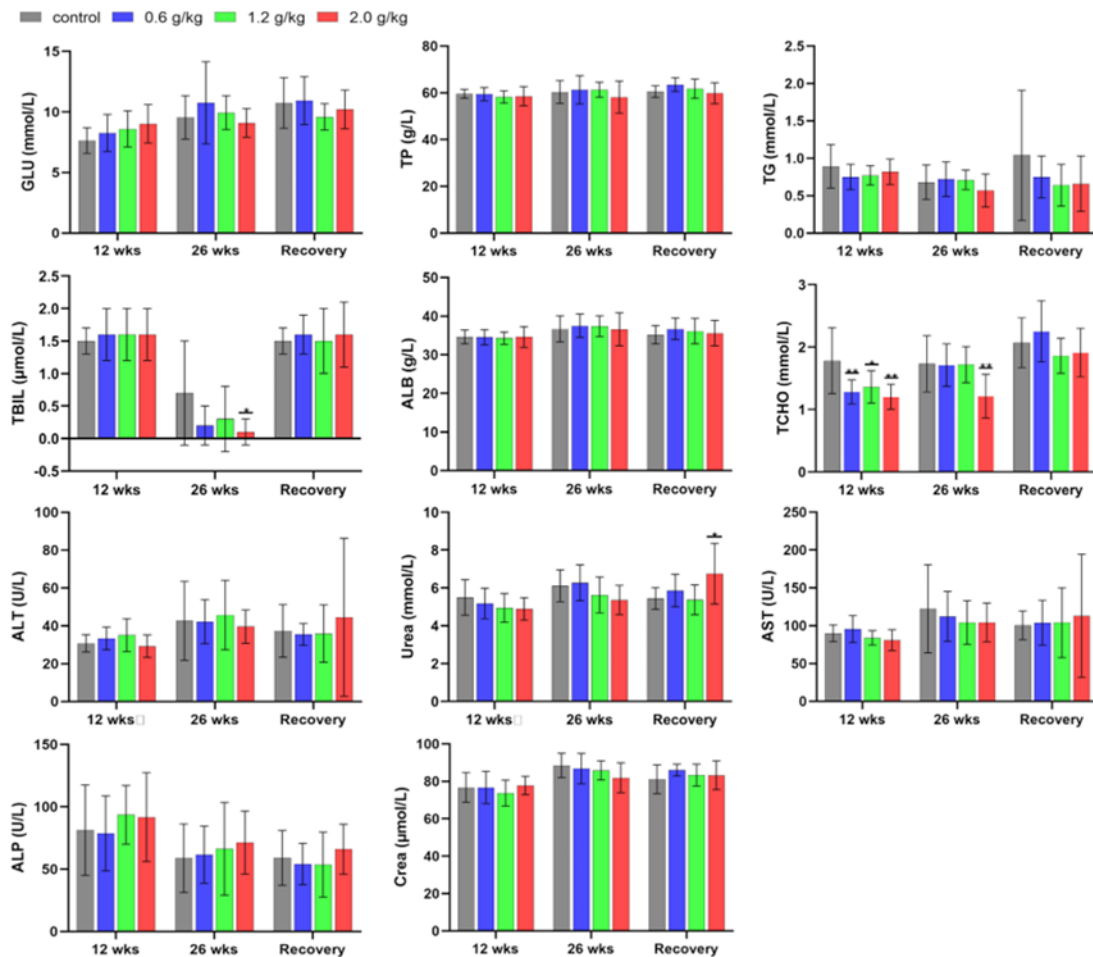 control 0.6 g/kg 1.2 g/kg 2.0 g/kg
GLU (mmol/L)
15
10
5
0
12 wks 26 wks Recovery
TP (g/L)
80
60
40
20
0
12 wks 26 wks Recovery
TG (mmol/L)
2.5
2.0
1.5
1.0
0.5
0.0
12 wks 26 wks Recovery
TBIL (μmol/L)
2.5
2.0
1.5
1.0
0.5
0.0
-0.5
12 wks 26 wks Recovery
*
ALB (g/L)
50
40
30
20
10
0
12 wks 26 wks Recovery
TCHO (mmol/L)
3
2
1
0
12 wks 26 wks Recovery
** * ** **
ALT (U/L)
100
80
60
40
20
0
12 wks□ 26 wks Recovery
Urea (mmol/L)
10
8
6
4
2
0
12 wks□ 26 wks Recovery
*
AST (U/L)
250
200
150
100
50
0
12 wks 26 wks Recovery
ALP (U/L)
150
100
50
0
12 wks 26 wks Recovery
Crea (μmol/L)
100
80
60
40
20
0
12 wks 26 wks Recovery